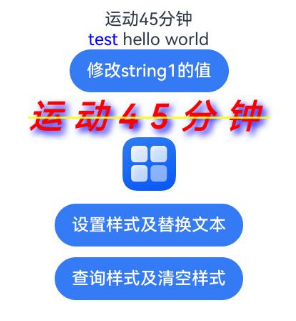 运动45分钟
test hello world
修改string1的值
运动45分钟
设置样式及替换文本
查询样式及清空样式